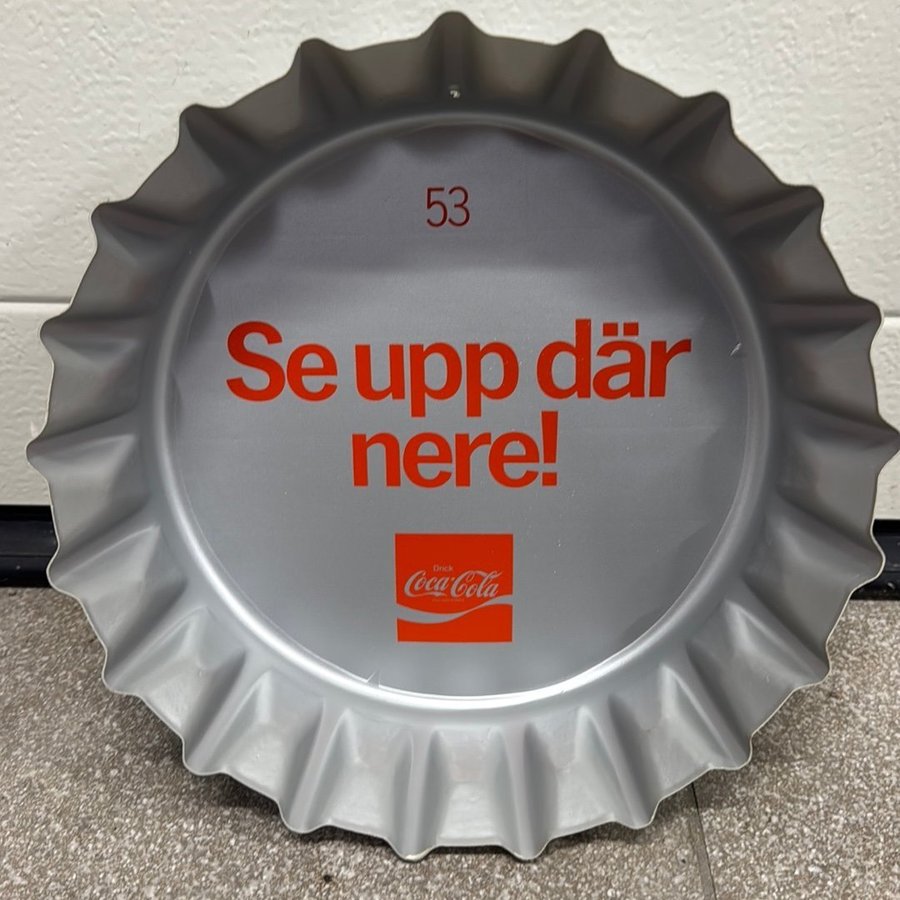 53
Se upp där
nere!
Drick
Coca-Cola